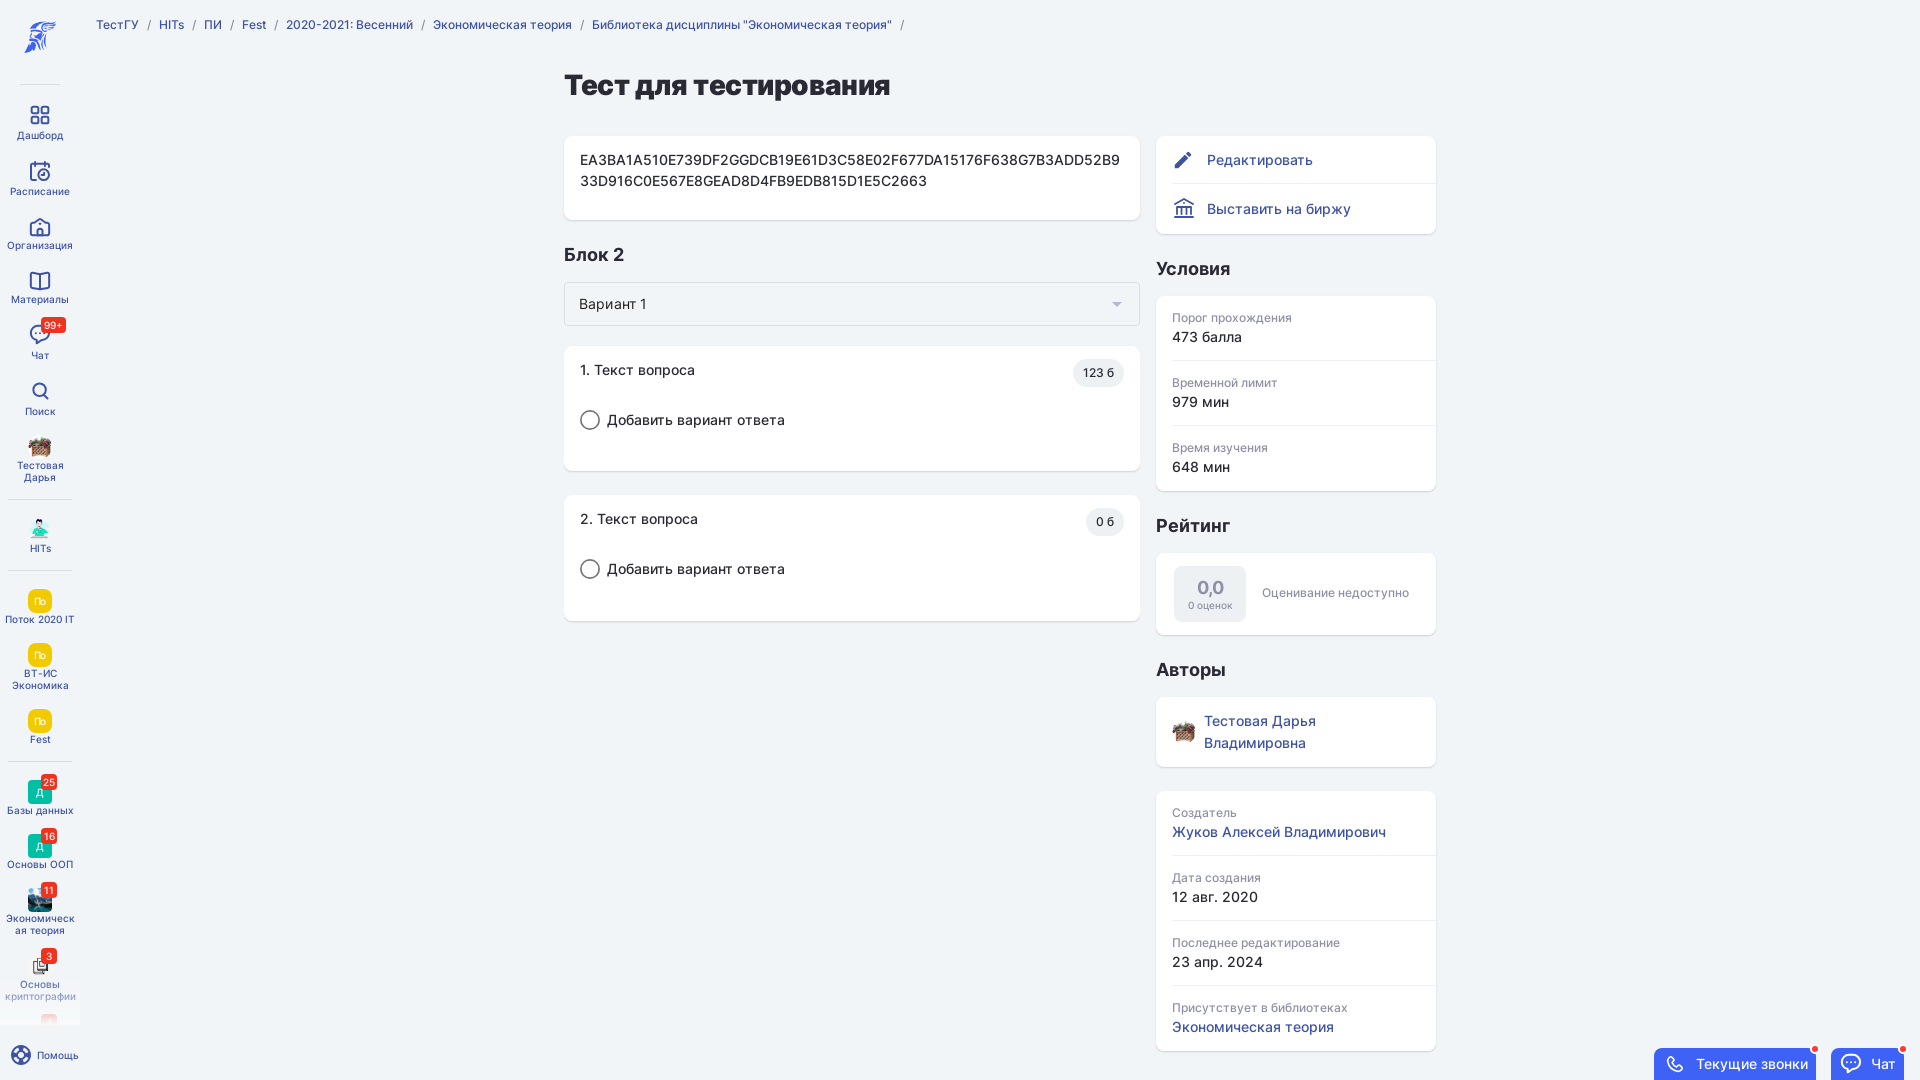 ТестГУ / HITs / ПИ / Fest / 2020-2021: Весенний / Экономическая теория / Библиотека дисциплины "Экономическая теория" /
Дашборд
Расписание
Организация
Материалы
99+
Чат
Поиск
Тестовая
Дарья
HITs
По
Поток 2020 IT
По
ВТ-ИС
Экономика
По
Fest
25
Д
Базы данных
16
Д
Основы ООП
11
Экономическ
ая теория
3
Основы
криптографии
Помощь
Тест для тестирования
EA3BA1A510E739DF2GGDCB19E61D3C58E02F677DA15176F638G7B3ADD52B9
33D916C0E567E8GEAD8D4FB9EDB815D1E5C2663
Блок 2
Вариант 1
1. Текст вопроса
123 б
Добавить вариант ответа
2. Текст вопроса
0 б
Добавить вариант ответа
Редактировать
Выставить на биржу
Условия
Порог прохождения
473 балла
Временной лимит
979 мин
Время изучения
648 мин
Рейтинг
0,0
0 оценок
Оценивание недоступно
Авторы
Тестовая Дарья
Владимировна
Создатель
Жуков Алексей Владимирович
Дата создания
12 авг. 2020
Последнее редактирование
23 апр. 2024
Присутствует в библиотеках
Экономическая теория
Текущие звонки
Чат